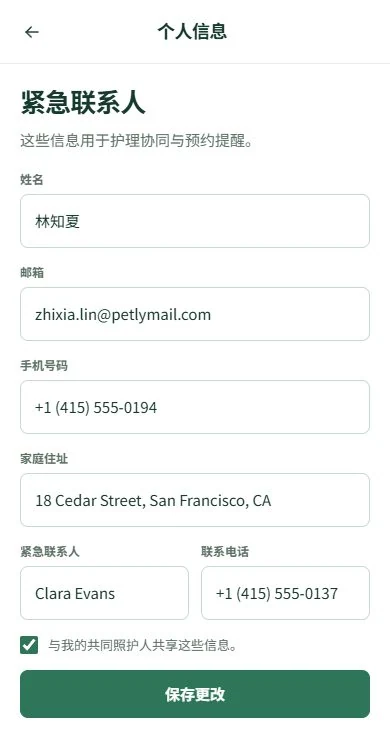 个人信息
紧急联系人
这些信息用于护理协同与预约提醒。
姓名
林知夏
邮箱
zhixia.lin@petlymail.com
手机号码
+1 (415) 555-0194
家庭住址
18 Cedar Street, San Francisco, CA
紧急联系人 联系电话
Clara Evans +1 (415) 555-0137
与我的共同照护人共享这些信息。
保存更改